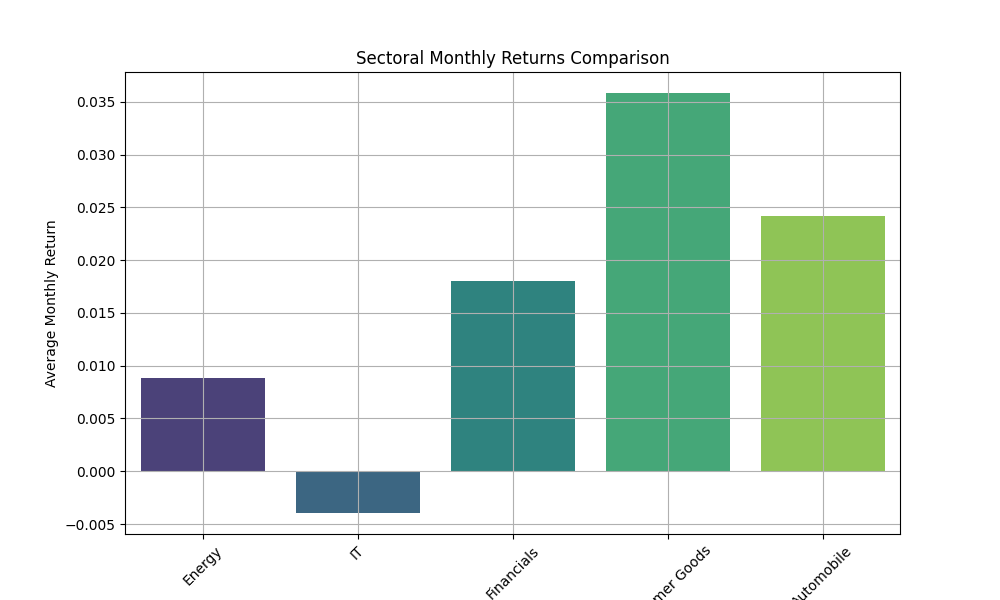 Sectoral Monthly Returns Comparison
Average Monthly Return
0.035
0.030
0.025
0.020
0.015
0.010
0.005
0.000
−0.005
Energy
IT
Financials
mer Goods
Automobile